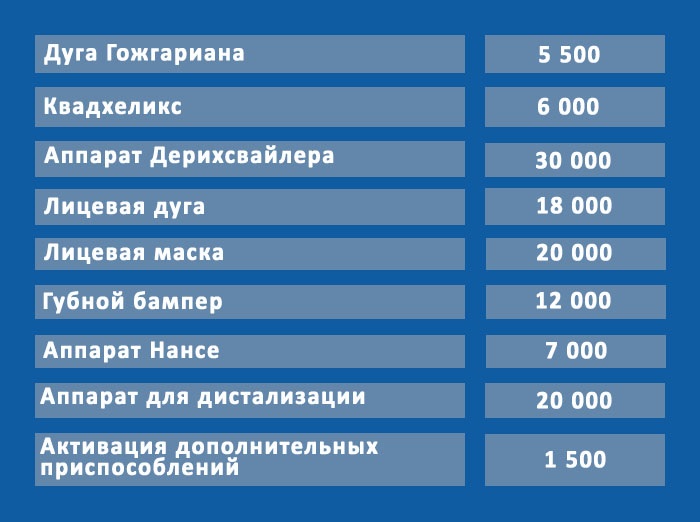 Дуга Гожгариана 5 500
Квадхеликс 6 000
Аппарат Дерихсвайлера 30 000
Лицевая дуга 18 000
Лицевая маска 20 000
Губной бампер 12 000
Аппарат Нансе 7 000
Аппарат для дистализации 20 000
Активация дополнительных
приспособлений 1 500